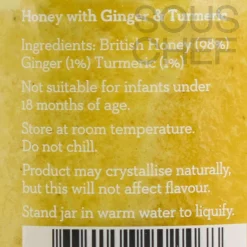 SOUS
CHEF
Honey with Ginger & Turmeric
Ingredients: British Honey (98%)
Ginger (1%) Turmeric (1%)
Not suitable for infants under
18 months of age.
Store at room temperature.
Do not chill.
Product may crystallise naturally,
but this will not affect flavour.
Stand jar in warm water to liquify.